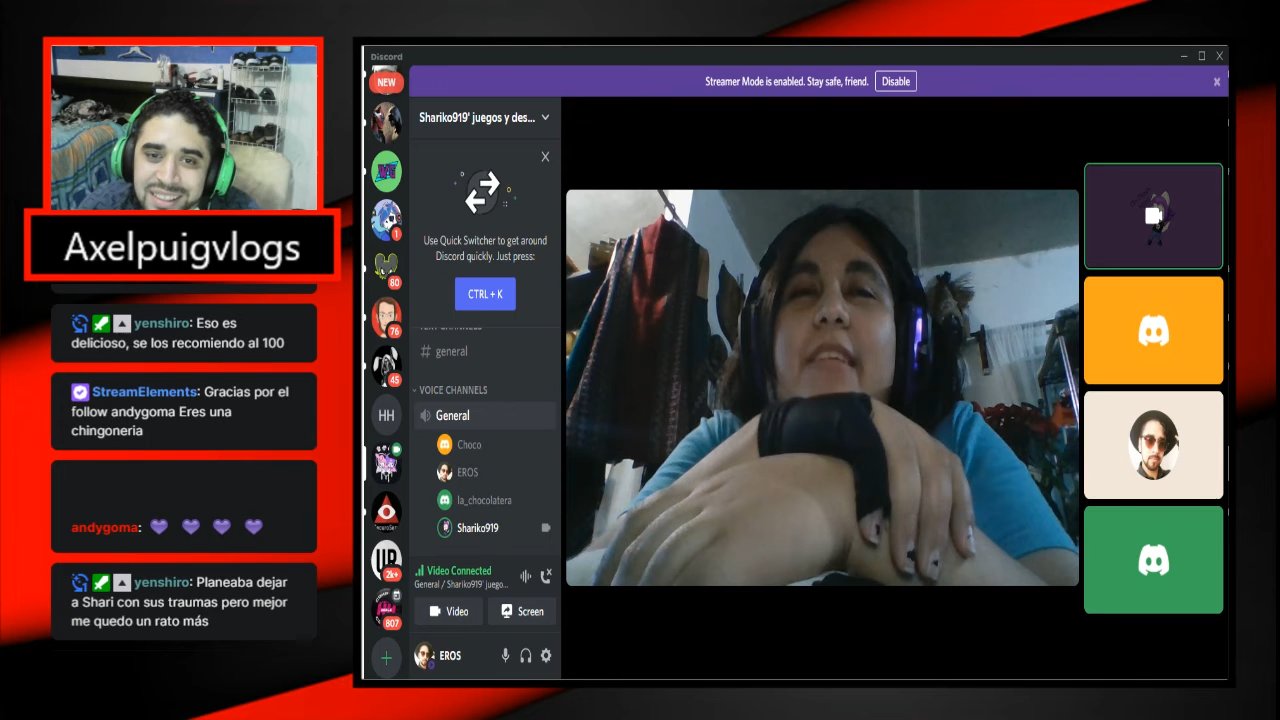 Axelpuigvlogs
yenshiro: Eso es
delicioso, se los recomiendo al 100
StreamElements: Gracias por el
follow andygoma Eres una
chingoneria
andygoma:
yenshiro: Planeaba dejar
a Shari con sus traumas pero mejor
me quedo un rato más
Discord
NEW
Streamer Mode is enabled. Stay safe, friend.
Disable
Shariko919' juegos y des...
Use Quick Switcher to get around
Discord quickly. Just press:
CTRL + K
# general
VOICE CHANNELS
General
Choco
EROS
la_chocolatera
Shariko919
Video Connected
General / Shariko919' juego...
Video
Screen
EROS
1
80
76
45
HH
2k+
807